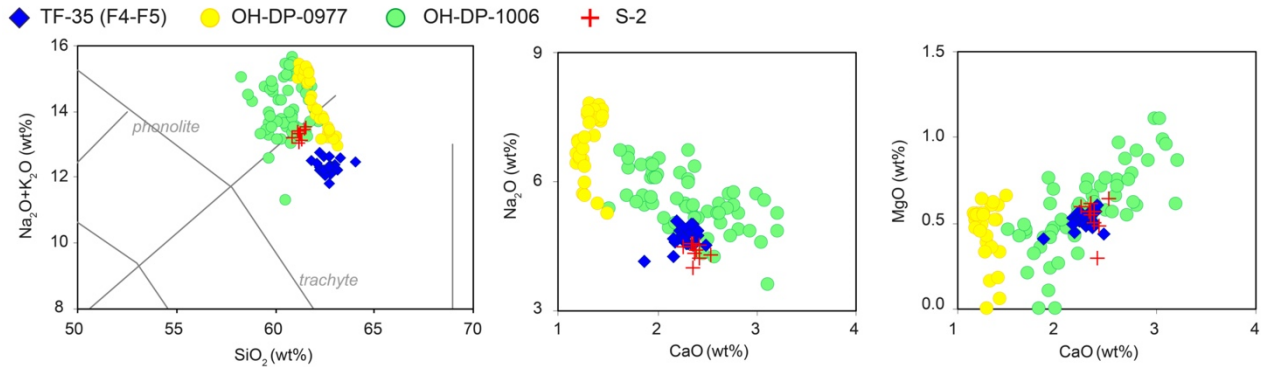 TF-35 (F4-F5) OH-DP-0977 OH-DP-1006 S-2
16
14
12
10
8
50 55 60 65 70
Na2O+K2O (wt%)
SiO2 (wt%)
phonolite
trachyte
9
6
3
1 2 3 4
Na2O (wt%)
CaO (wt%)
1.5
1.0
0.5
0.0
1 2 3 4
MgO (wt%)
CaO (wt%)